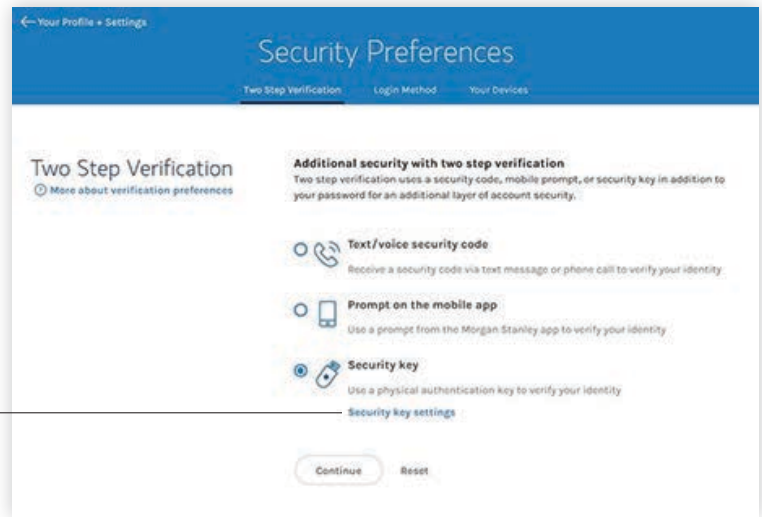 ← Your Profile + Settings
Security Preferences
Two Step Verification Login Method Your Devices
Two Step Verification
More about verification preferences
Additional security with two step verification
Two step verification uses a security code, mobile prompt, or security key in addition to
your password for an additional layer of account security.
Text/voice security code
Receive a security code via text message or phone call to verify your identity
Prompt on the mobile app
Use a prompt from the Morgan Stanley app to verify your identity
Security key
Use a physical authentication key to verify your identity
Security key settings
Continue Reset